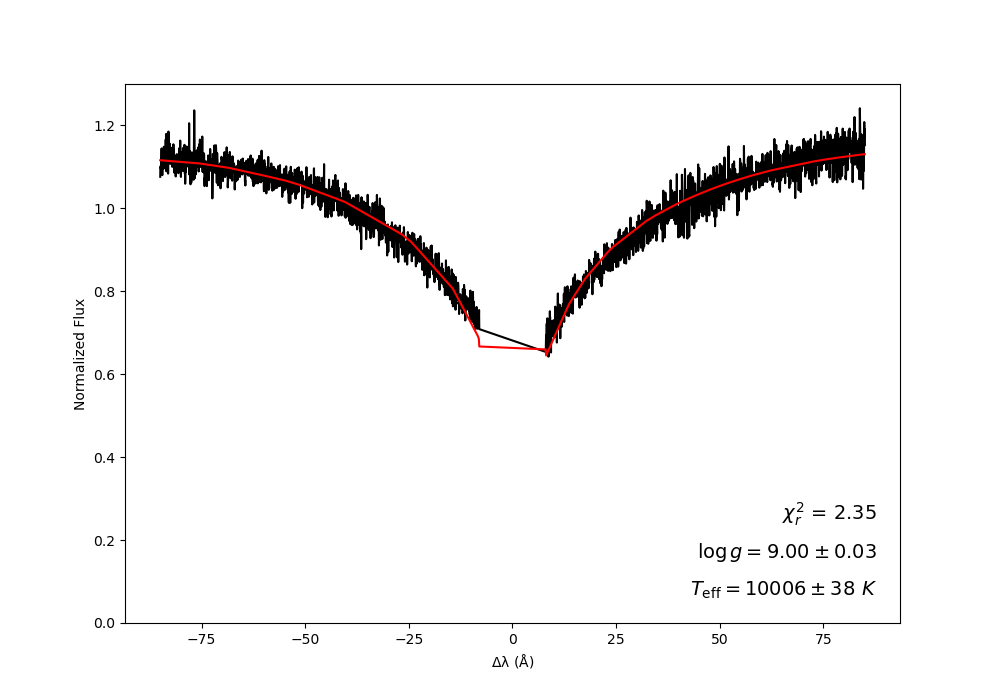 1.2
1.0
0.8
0.6
0.4
0.2
0.0
Normalized Flux
χ²ᵣ = 2.35
log g = 9.00 ± 0.03
T_eff = 10006 ± 38 K
−75 −50 −25 0 25 50 75
Δλ (Å)